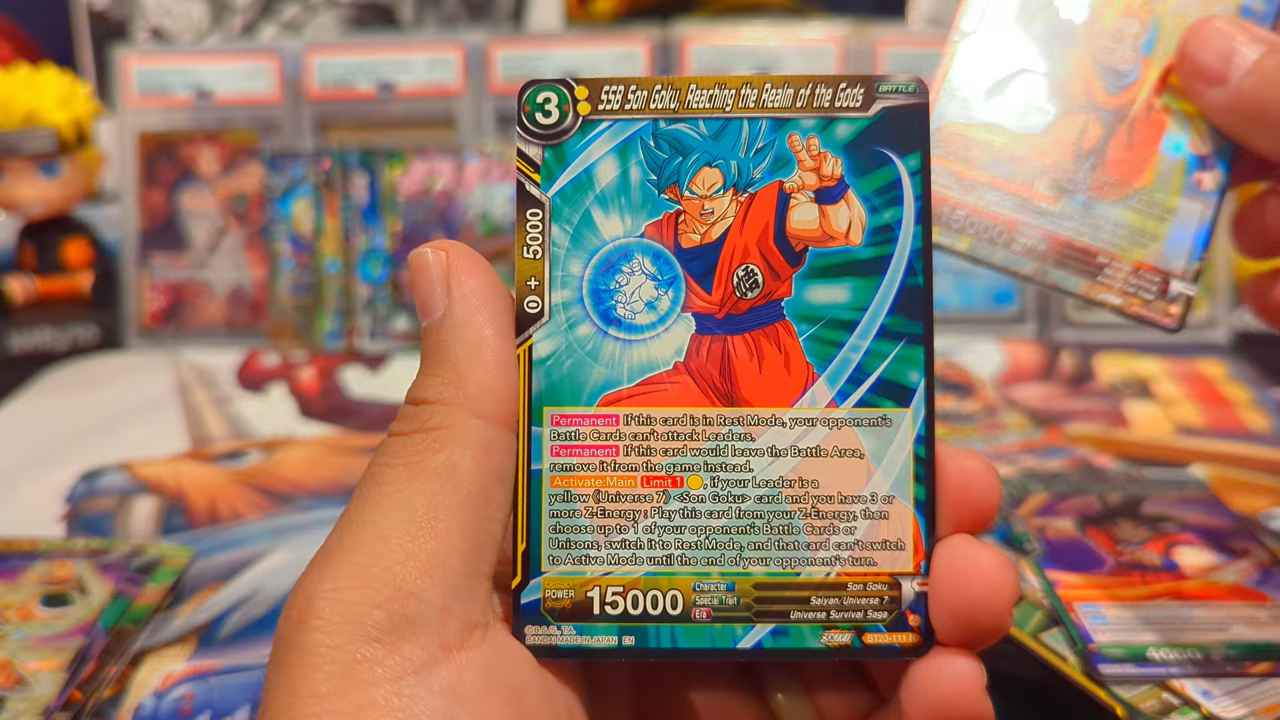 3
SSB Son Goku, Reaching the Realm of the Gods
BATTLE
0 + 5000
悟
Permanent If this card is in Rest Mode, your opponent's
Battle Cards can't attack Leaders.
Permanent If this card would leave the Battle Area,
remove it from the game instead.
Activate:Main Limit 1 , if your Leader is a
yellow 《Universe 7》 <Son Goku> card and you have 3 or
more Z-Energy : Play this card from your Z-Energy, then
choose up to 1 of your opponent's Battle Cards or
Unisons, switch it to Rest Mode, and that card can't switch
to Active Mode until the end of your opponent's turn.
POWER 15000
Character Son Goku
Special Trait Saiyan/Universe 7
Era Universe Survival Saga
©B.S./S., T.A.
BANDAI MADE IN JAPAN EN
BT23-111 R
4000